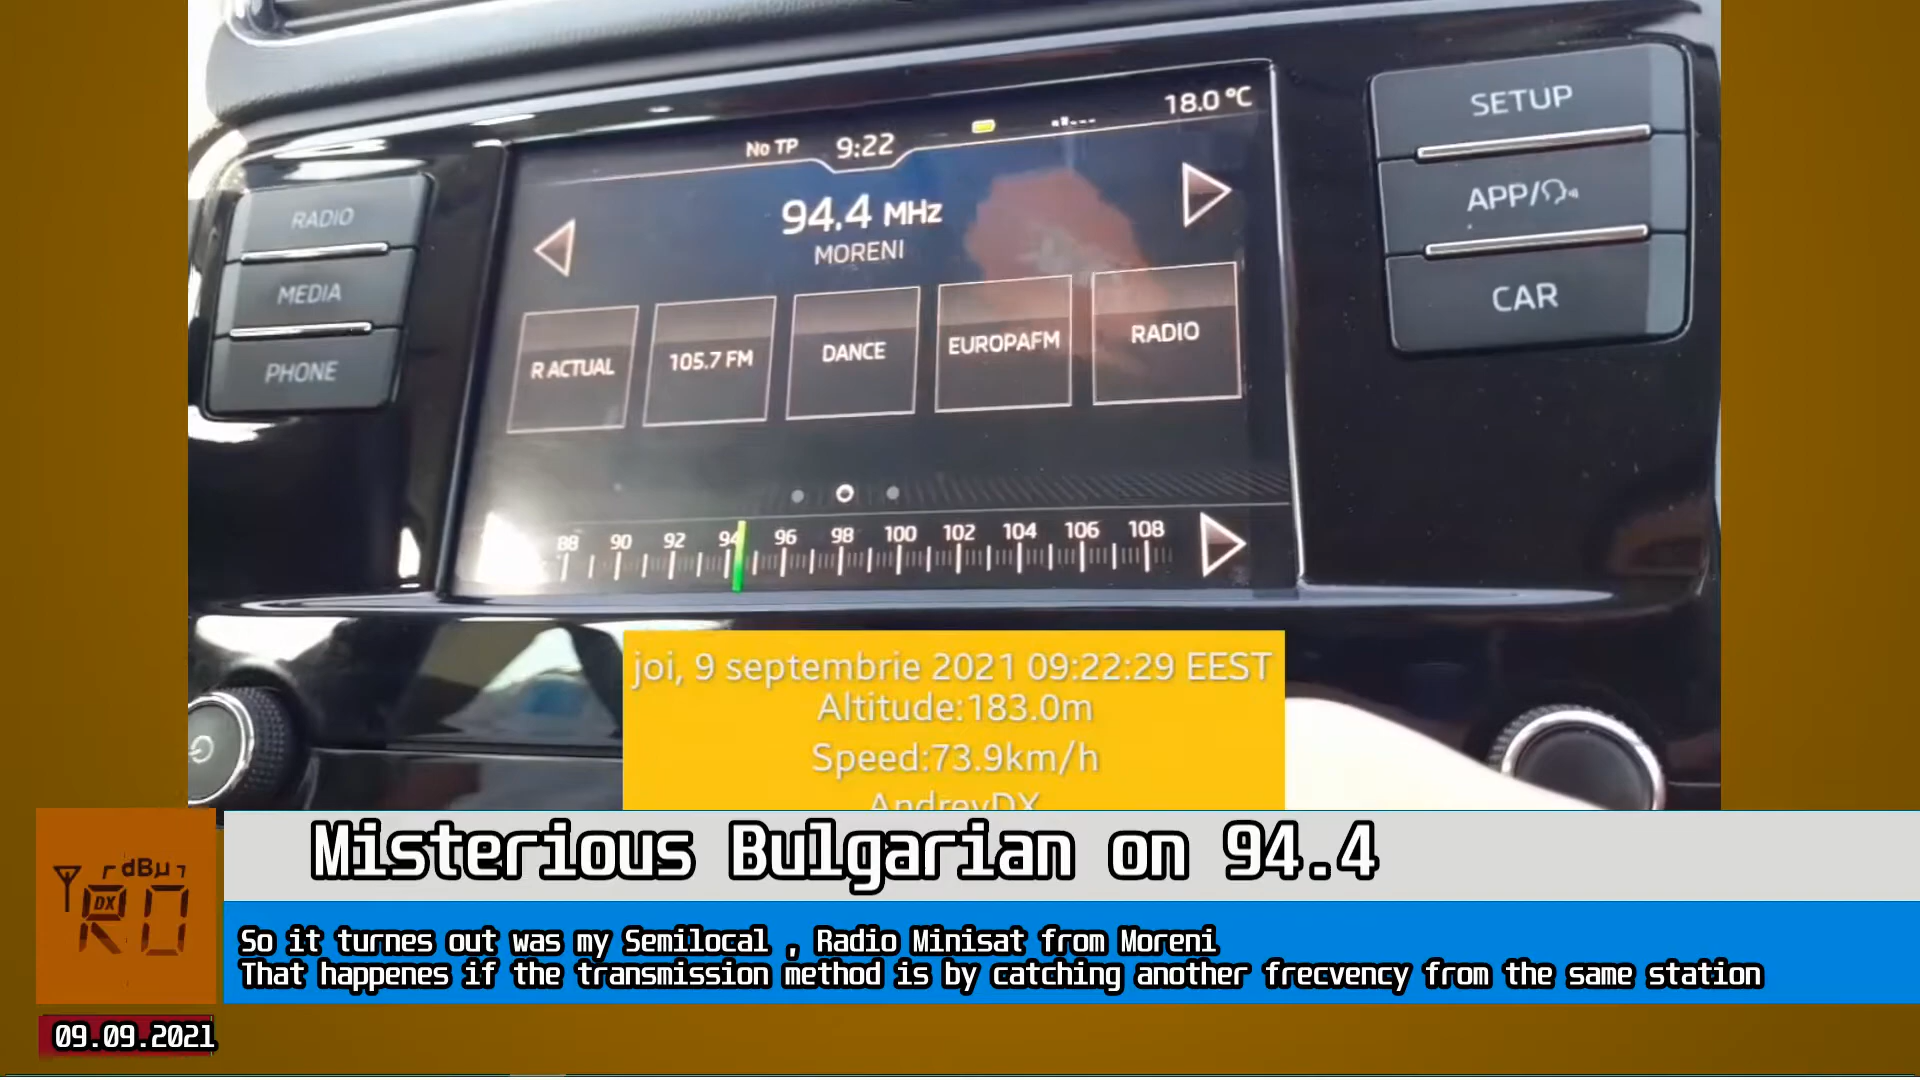 SETUP
APP/
CAR
RADIO
MEDIA
PHONE
No TP 9:22 18.0 °C
94.4 MHz
MORENI
R ACTUAL 105.7 FM DANCE EUROPAFM RADIO
88 90 92 94 96 98 100 102 104 106 108
joi, 9 septembrie 2021 09:22:29 EEST
Altitude:183.0m
Speed:73.9km/h
AndreyDX
Misterious Bulgarian on 94.4
dBµ
DX
RO
So it turnes out was my Semilocal , Radio Minisat from Moreni
That happenes if the transmission method is by catching another frecvency from the same station
09.09.2021